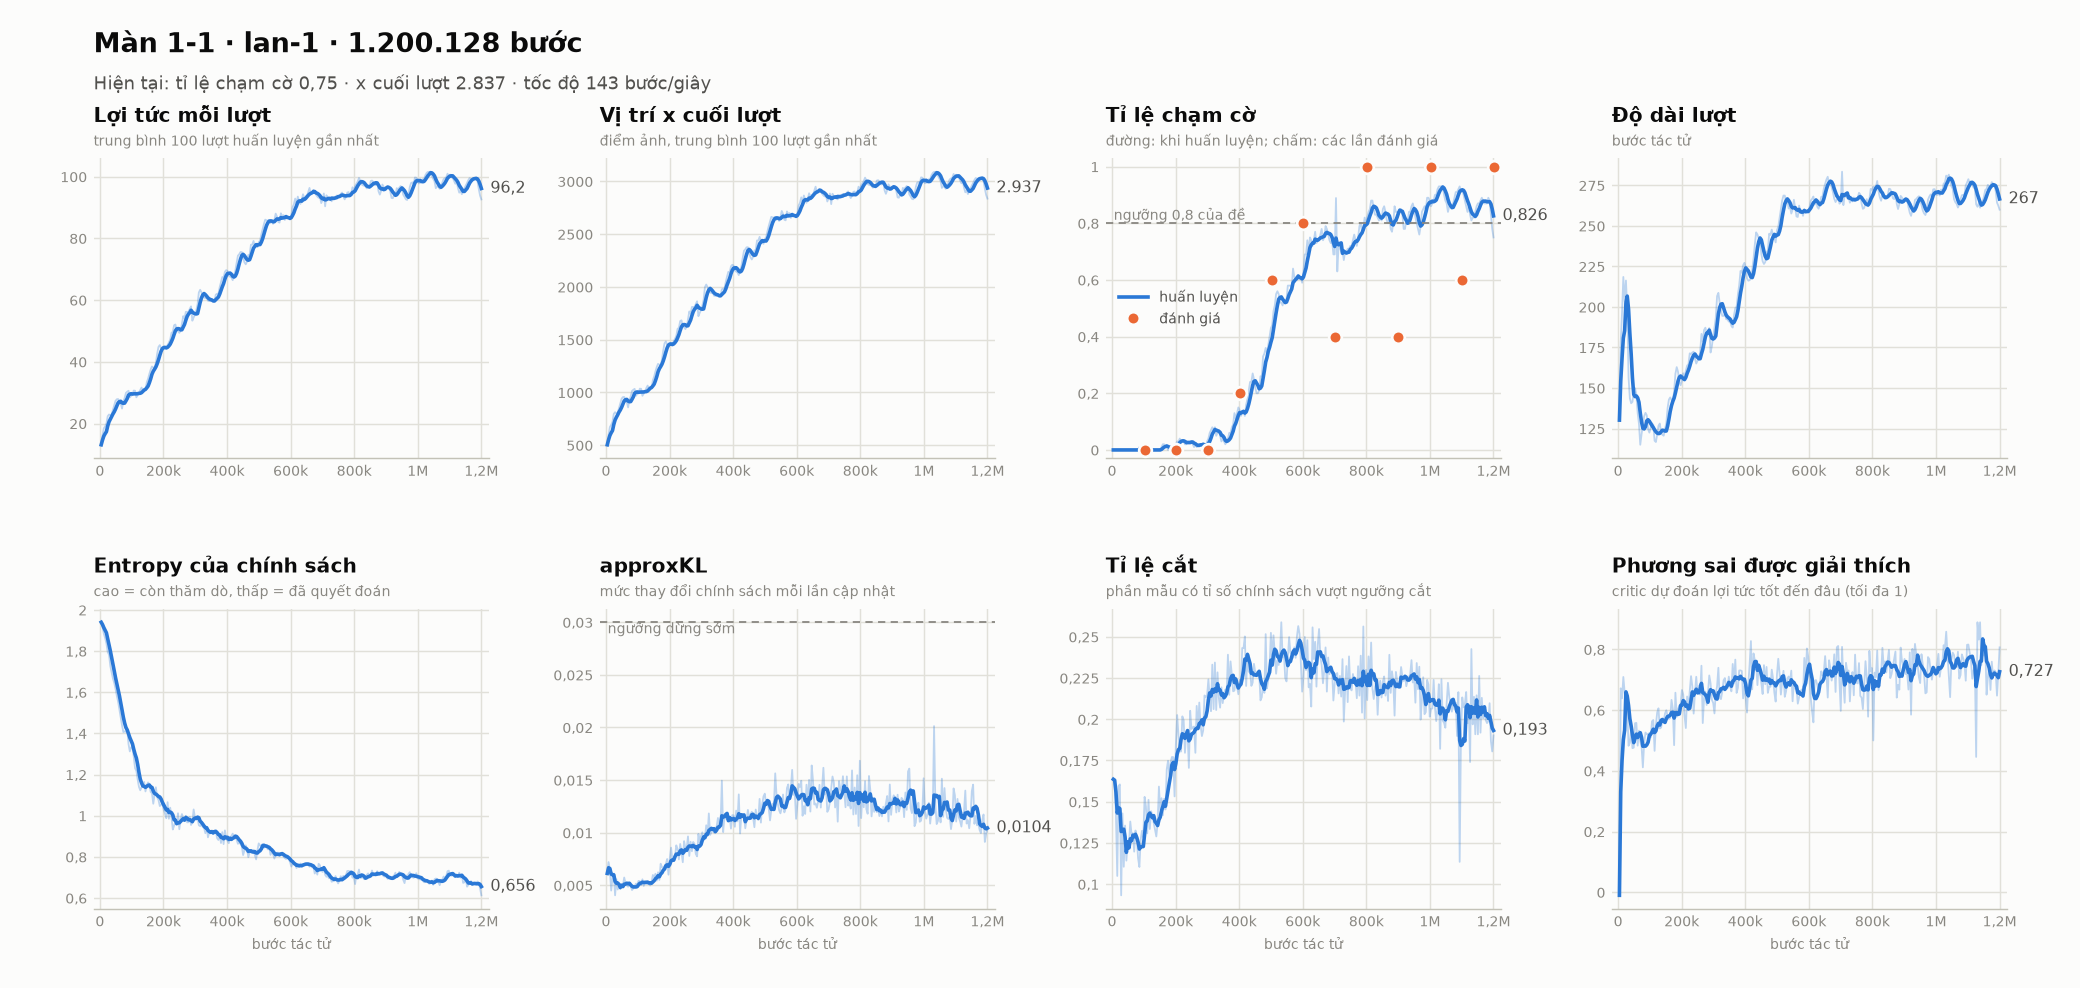 Màn 1-1 · lan-1 · 1.200.128 bước
Hiện tại: tỉ lệ chạm cờ 0,75 · x cuối lượt 2.837 · tốc độ 143 bước/giây
Lợi tức mỗi lượt
trung bình 100 lượt huấn luyện gần nhất
100
80
60
40
20
0 200k 400k 600k 800k 1M 1,2M
96,2
Vị trí x cuối lượt
điểm ảnh, trung bình 100 lượt gần nhất
3000
2500
2000
1500
1000
500
0 200k 400k 600k 800k 1M 1,2M
2.937
Tỉ lệ chạm cờ
đường: khi huấn luyện; chấm: các lần đánh giá
1
0,8
0,6
0,4
0,2
0
ngưỡng 0,8 của đề
huấn luyện
đánh giá
0 200k 400k 600k 800k 1M 1,2M
0,826
Độ dài lượt
bước tác tử
275
250
225
200
175
150
125
0 200k 400k 600k 800k 1M 1,2M
267
Entropy của chính sách
cao = còn thăm dò, thấp = đã quyết đoán
2
1,8
1,6
1,4
1,2
1
0,8
0,6
0 200k 400k 600k 800k 1M 1,2M
bước tác tử
0,656
approxKL
mức thay đổi chính sách mỗi lần cập nhật
0,03
0,025
0,02
0,015
0,01
0,005
ngưỡng dừng sớm
0 200k 400k 600k 800k 1M 1,2M
bước tác tử
0,0104
Tỉ lệ cắt
phần mẫu có tỉ số chính sách vượt ngưỡng cắt
0,25
0,225
0,2
0,175
0,15
0,125
0,1
0 200k 400k 600k 800k 1M 1,2M
bước tác tử
0,193
Phương sai được giải thích
critic dự đoán lợi tức tốt đến đâu (tối đa 1)
0,8
0,6
0,4
0,2
0
0 200k 400k 600k 800k 1M 1,2M
bước tác tử
0,727